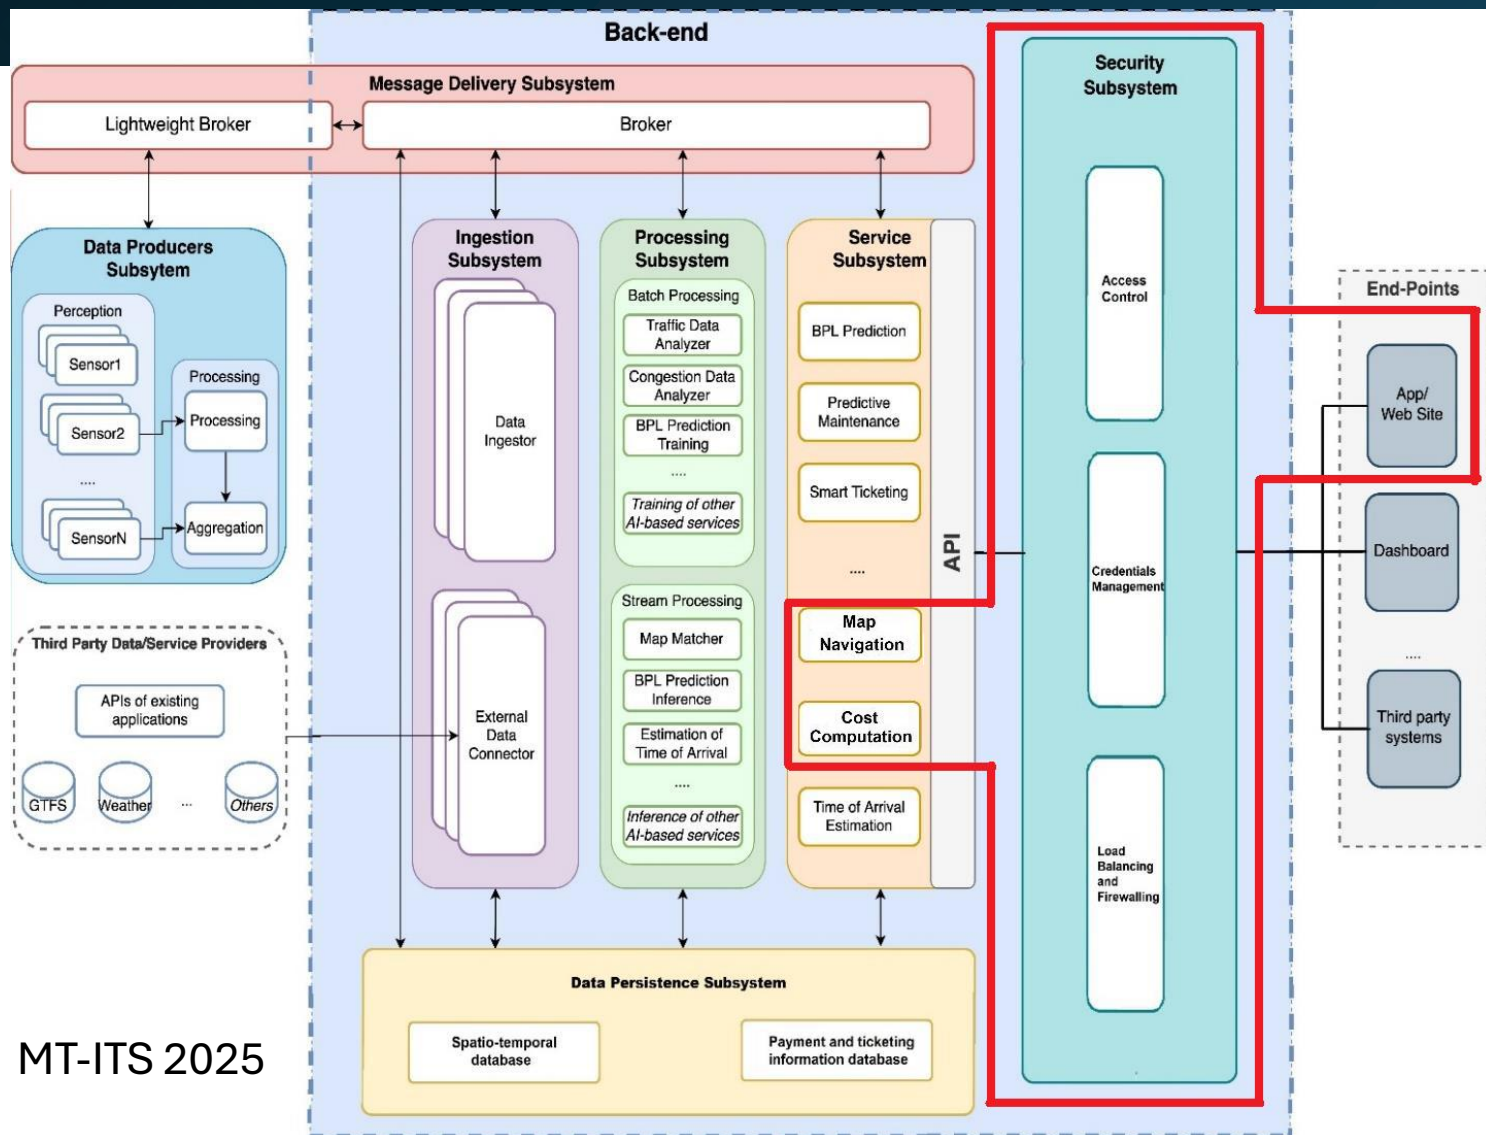 Back-end
Message Delivery Subsystem
Lightweight Broker
Broker
Data Producers
Subsytem
Perception
Sensor1
Sensor2
....
SensorN
Processing
Processing
Aggregation
Third Party Data/Service Providers
APIs of existing
applications
GTFS
Weather
...
Others
Ingestion
Subsystem
Data
Ingestor
External
Data
Connector
Processing
Subsystem
Batch Processing
Traffic Data
Analyzer
Congestion Data
Analyzer
BPL Prediction
Training
....
Training of other
AI-based services
Stream Processing
Map Matcher
BPL Prediction
Inference
Estimation of
Time of Arrival
....
Inference of other
AI-based services
Service
Subsystem
BPL Prediction
Predictive
Maintenance
Smart Ticketing
....
Map
Navigation
Cost
Computation
Time of Arrival
Estimation
API
Security
Subsystem
Access
Control
Credentials
Management
Load
Balancing
and
Firewalling
End-Points
App/
Web Site
Dashboard
....
Third party
systems
Data Persistence Subsystem
Spatio-temporal
database
Payment and ticketing
information database
MT-ITS 2025